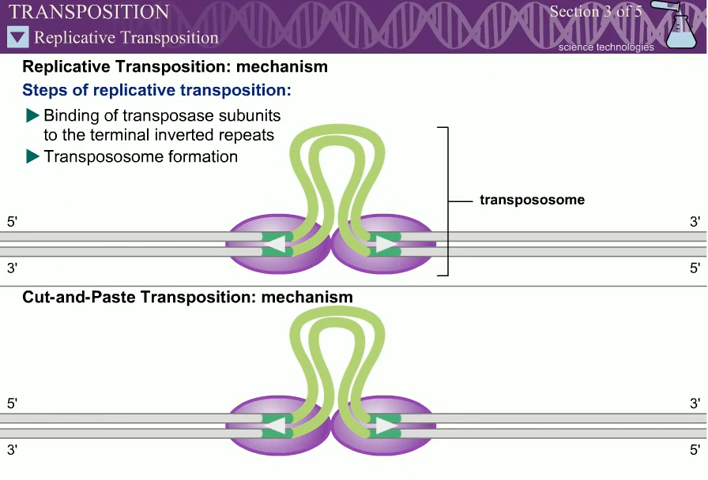 TRANSPOSITION
Section 3 of 5
Replicative Transposition
science technologies
Replicative Transposition: mechanism
Steps of replicative transposition:
Binding of transposase subunits
to the terminal inverted repeats
Transpososome formation
transpososome
5'
3'
3'
5'
Cut-and-Paste Transposition: mechanism
5'
3'
3'
5'